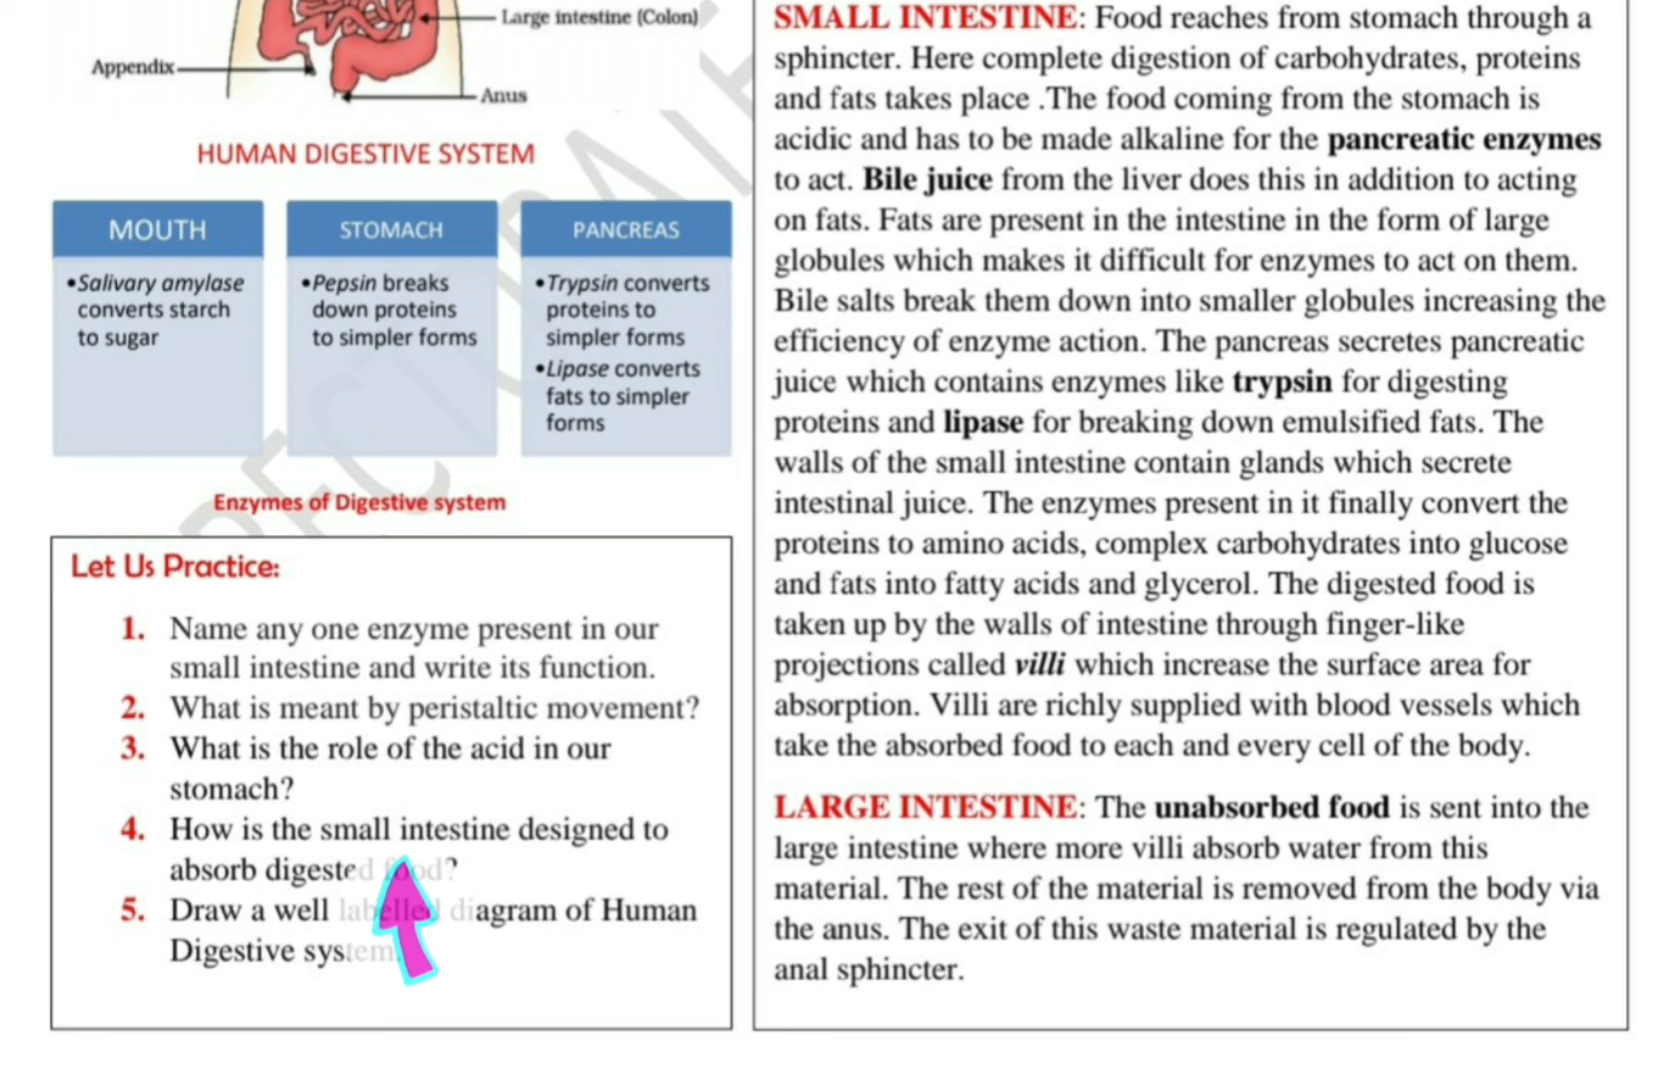 Large intestine (Colon)
Appendix
Anus
HUMAN DIGESTIVE SYSTEM
MOUTH
•Salivary amylase
converts starch
to sugar
STOMACH
•Pepsin breaks
down proteins
to simpler forms
PANCREAS
•Trypsin converts
proteins to
simpler forms
•Lipase converts
fats to simpler
forms
Enzymes of Digestive system
Let Us Practice:
1. Name any one enzyme present in our
small intestine and write its function.
2. What is meant by peristaltic movement?
3. What is the role of the acid in our
stomach?
4. How is the small intestine designed to
absorb digested food?
5. Draw a well labelled diagram of Human
Digestive system.
SMALL INTESTINE: Food reaches from stomach through a
sphincter. Here complete digestion of carbohydrates, proteins
and fats takes place .The food coming from the stomach is
acidic and has to be made alkaline for the pancreatic enzymes
to act. Bile juice from the liver does this in addition to acting
on fats. Fats are present in the intestine in the form of large
globules which makes it difficult for enzymes to act on them.
Bile salts break them down into smaller globules increasing the
efficiency of enzyme action. The pancreas secretes pancreatic
juice which contains enzymes like trypsin for digesting
proteins and lipase for breaking down emulsified fats. The
walls of the small intestine contain glands which secrete
intestinal juice. The enzymes present in it finally convert the
proteins to amino acids, complex carbohydrates into glucose
and fats into fatty acids and glycerol. The digested food is
taken up by the walls of intestine through finger-like
projections called villi which increase the surface area for
absorption. Villi are richly supplied with blood vessels which
take the absorbed food to each and every cell of the body.
LARGE INTESTINE: The unabsorbed food is sent into the
large intestine where more villi absorb water from this
material. The rest of the material is removed from the body via
the anus. The exit of this waste material is regulated by the
anal sphincter.